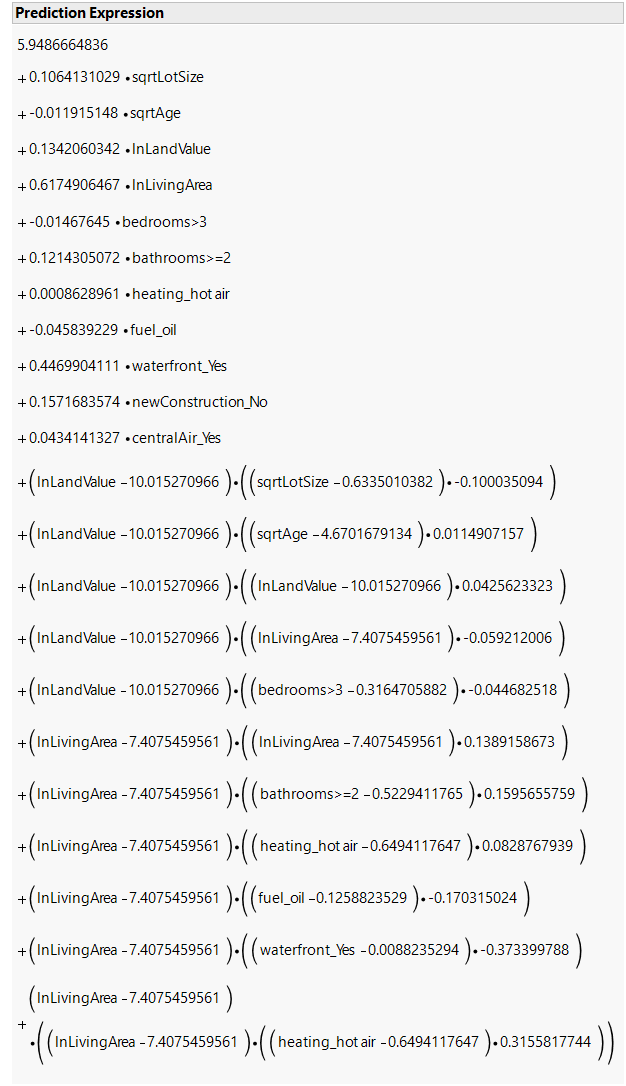 Prediction Expression
5.9486664836
+ 0.1064131029 • sqrtLotSize
+ -0.011915148 • sqrtAge
+ 0.1342060342 • lnLandValue
+ 0.6174906467 • lnLivingArea
+ -0.01467645 • bedrooms>3
+ 0.1214305072 • bathrooms>=2
+ 0.0008628961 • heating_hot air
+ -0.045839229 • fuel_oil
+ 0.4469904111 • waterfront_Yes
+ 0.1571683574 • newConstruction_No
+ 0.0434141327 • centralAir_Yes
+ (lnLandValue - 10.015270966) • ((sqrtLotSize - 0.6335010382) • -0.100035094)
+ (lnLandValue - 10.015270966) • ((sqrtAge - 4.6701679134) • 0.0114907157)
+ (lnLandValue - 10.015270966) • ((lnLandValue - 10.015270966) • 0.0425623323)
+ (lnLandValue - 10.015270966) • ((lnLivingArea - 7.4075459561) • -0.059212006)
+ (lnLandValue - 10.015270966) • ((bedrooms>3 - 0.3164705882) • -0.044682518)
+ (lnLivingArea - 7.4075459561) • ((lnLivingArea - 7.4075459561) • 0.1389158673)
+ (lnLivingArea - 7.4075459561) • ((bathrooms>=2 - 0.5229411765) • 0.1595655759)
+ (lnLivingArea - 7.4075459561) • ((heating_hot air - 0.6494117647) • 0.0828767939)
+ (lnLivingArea - 7.4075459561) • ((fuel_oil - 0.1258823529) • -0.170315024)
+ (lnLivingArea - 7.4075459561) • ((waterfront_Yes - 0.0088235294) • -0.373399788)
(lnLivingArea - 7.4075459561)
+
• ((lnLivingArea - 7.4075459561) • ((heating_hot air - 0.6494117647) • 0.3155817744))